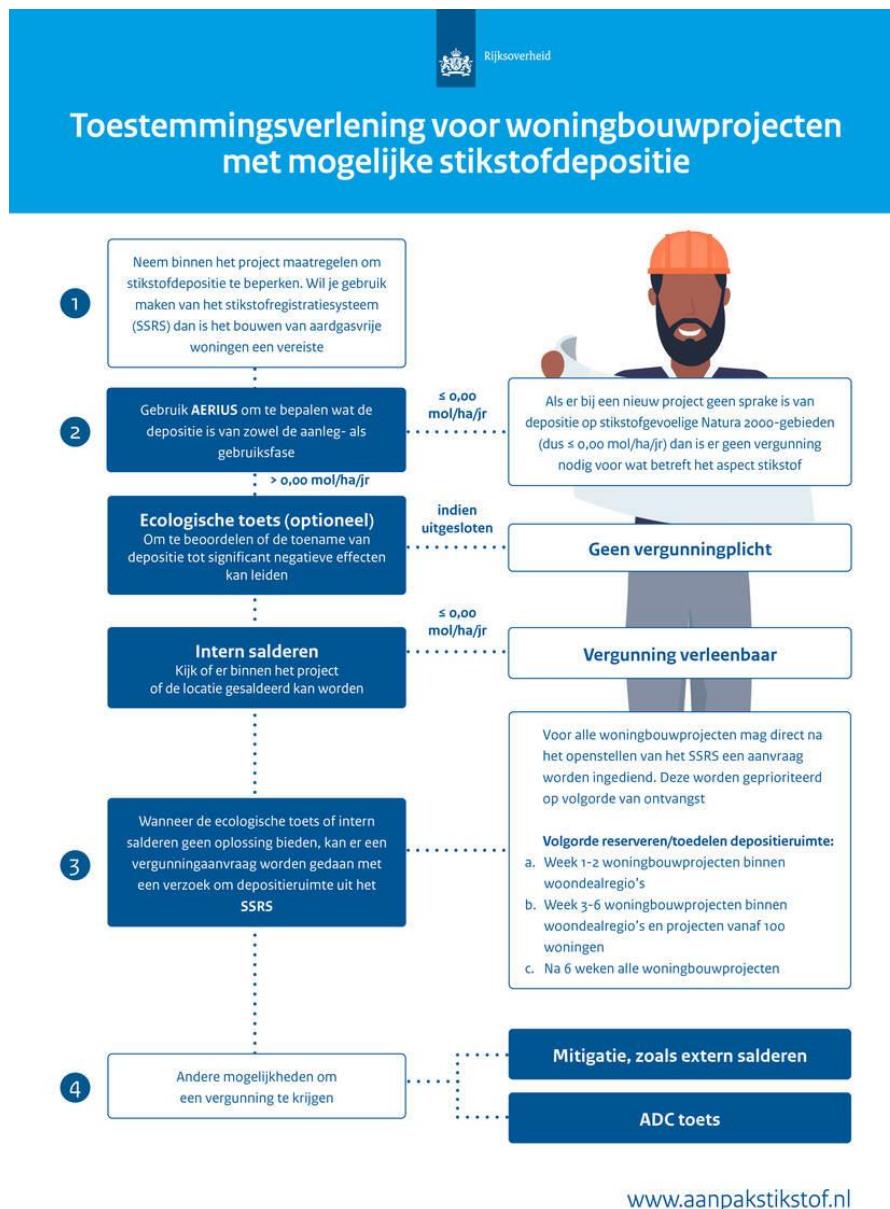 Rijksoverheid
Toestemmingsverlening voor woningbouwprojecten
met mogelijke stikstofdepositie
1
Neem binnen het project maatregelen om
stikstofdepositie te beperken. Wil je gebruik
maken van het stikstofregistratiesysteem
(SSRS) dan is het bouwen van aardgasvrije
woningen een vereiste
2
Gebruik AERIUS om te bepalen wat de
depositie is van zowel de aanleg- als
gebruiksfase
≤ 0,00
mol/ha/jr
Als er bij een nieuw project geen sprake is van
depositie op stikstofgevoelige Natura 2000-gebieden
(dus ≤ 0,00 mol/ha/jr) dan is er geen vergunning
nodig voor wat betreft het aspect stikstof
> 0,00 mol/ha/jr
Ecologische toets (optioneel)
Om te beoordelen of de toename van
depositie tot significant negatieve effecten
kan leiden
indien
uitgesloten
Geen vergunningplicht
Intern salderen
Kijk of er binnen het project
of de locatie gesaldeerd kan worden
≤ 0,00
mol/ha/jr
Vergunning verleenbaar
3
Wanneer de ecologische toets of intern
salderen geen oplossing bieden, kan er een
vergunningaanvraag worden gedaan met
een verzoek om depositieruimte uit het
SSRS
Voor alle woningbouwprojecten mag direct na
het openstellen van het SSRS een aanvraag
worden ingediend. Deze worden geprioriteerd
op volgorde van ontvangst
Volgorde reserveren/toedelen depositieruimte:
a. Week 1-2 woningbouwprojecten binnen
woondealregio's
b. Week 3-6 woningbouwprojecten binnen
woondealregio's en projecten vanaf 100
woningen
c. Na 6 weken alle woningbouwprojecten
4
Andere mogelijkheden om
een vergunning te krijgen
Mitigatie, zoals extern salderen
ADC toets
www.aanpakstikstof.nl